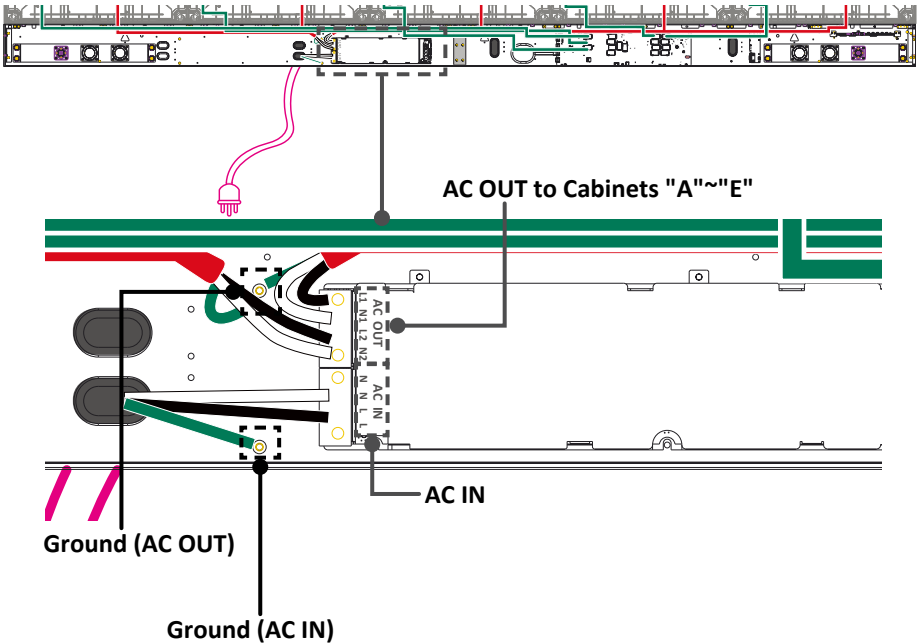 AC OUT to Cabinets "A"~"E"
L1 N1 L2 N2
AC OUT
N N L L
AC IN
AC IN
Ground (AC OUT)
Ground (AC IN)